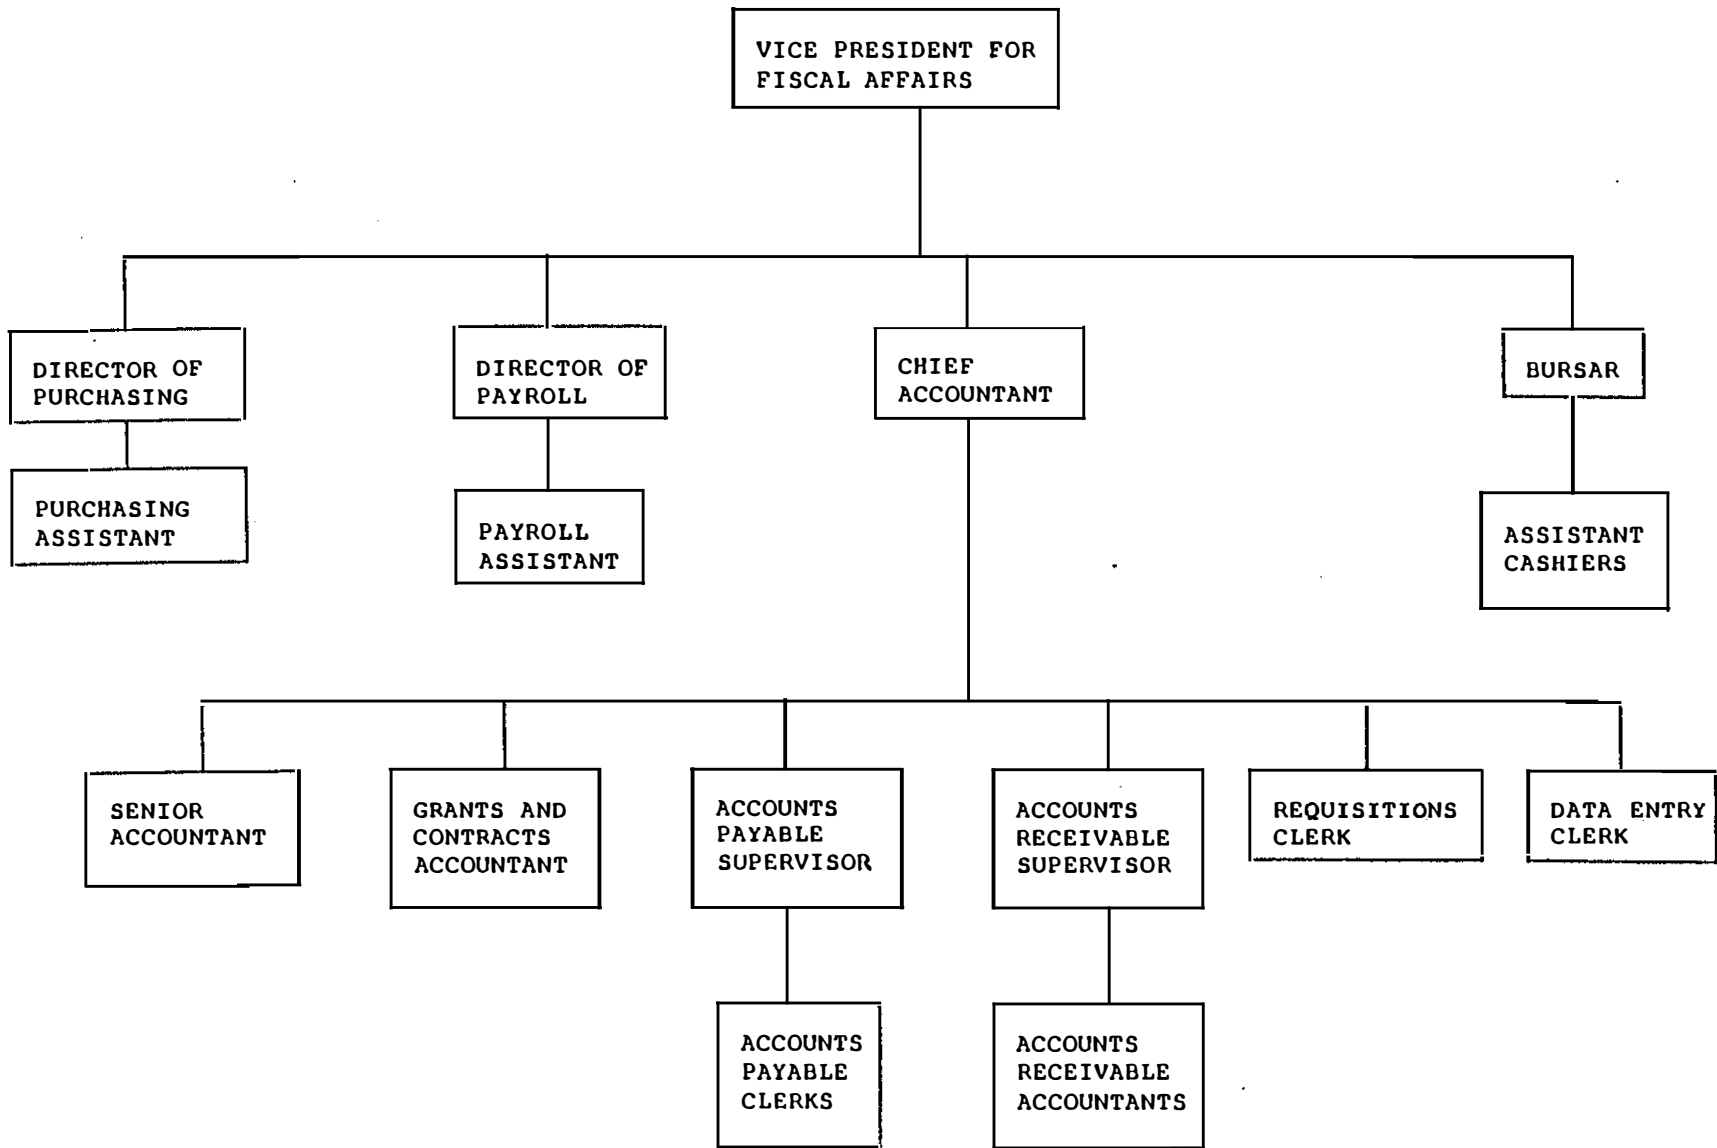 VICE PRESIDENT FOR
FISCAL AFFAIRS
DIRECTOR OF
PURCHASING
DIRECTOR OF
PAYROLL
CHIEF
ACCOUNTANT
BURSAR
PURCHASING
ASSISTANT
PAYROLL
ASSISTANT
ASSISTANT
CASHIERS
SENIOR
ACCOUNTANT
GRANTS AND
CONTRACTS
ACCOUNTANT
ACCOUNTS
PAYABLE
SUPERVISOR
ACCOUNTS
RECEIVABLE
SUPERVISOR
REQUISITIONS
CLERK
DATA ENTRY
CLERK
ACCOUNTS
PAYABLE
CLERKS
ACCOUNTS
RECEIVABLE
ACCOUNTANTS